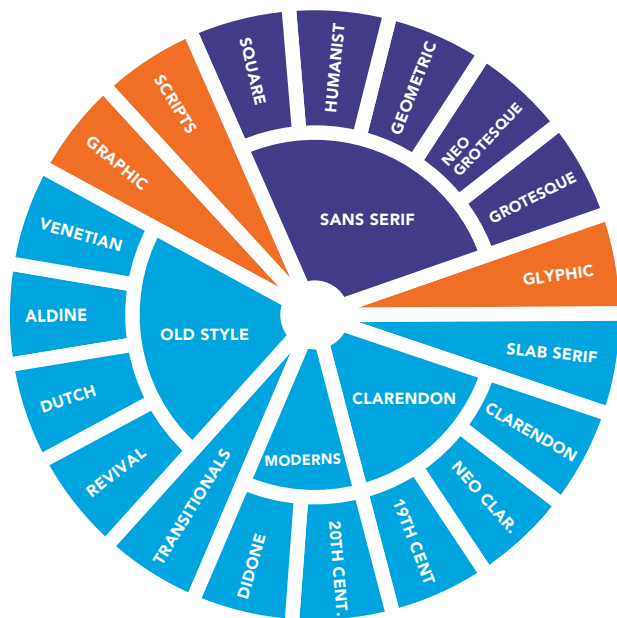 SQUARE
HUMANIST
GEOMETRIC
NEO
GROTESQUE
GROTESQUE
SANS SERIF
GLYPHIC
SLAB SERIF
CLARENDON
CLARENDON
NEO CLAR.
19TH CENT
MODERNS
20TH CENT.
DIDONE
TRANSITIONALS
OLD STYLE
REVIVAL
DUTCH
ALDINE
VENETIAN
GRAPHIC
SCRIPTS